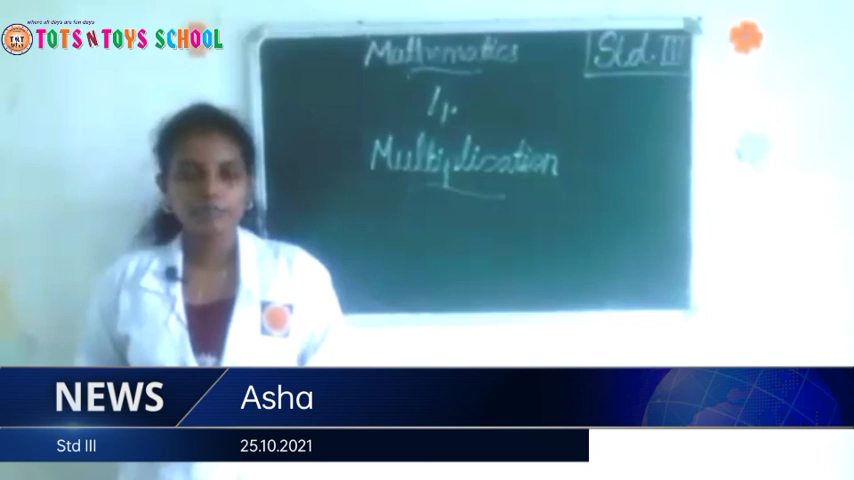 where all days are fun days
TOTS N TOYS SCHOOL
Mathematics
Std. III
Multiplication
NEWS
Asha
Std III
25.10.2021